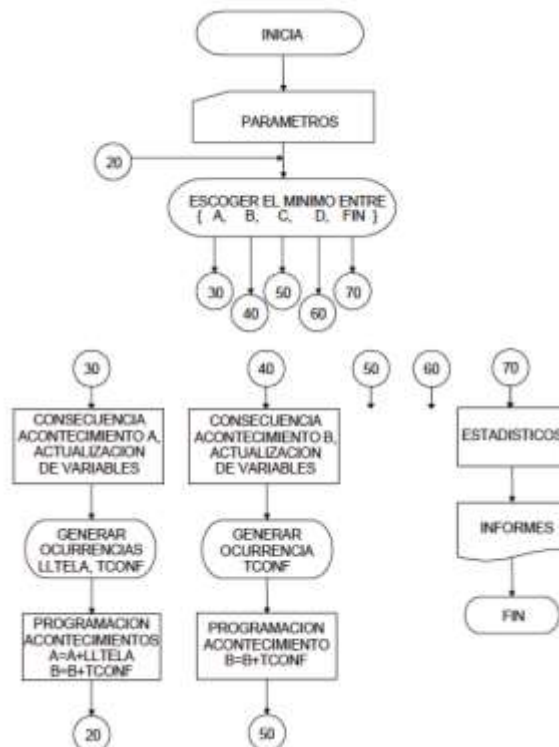 INICIA
PARAMETROS
20
ESCOGER EL MINIMO ENTRE
{ A, B, C, D, FIN }
30
40
50
60
70
30
40
50
60
70
CONSECUENCIA
ACONTECIMIENTO A,
ACTUALIZACION
DE VARIABLES
CONSECUENCIA
ACONTECIMIENTO B,
ACTUALIZACION
DE VARIABLES
ESTADISTICOS
GENERAR
OCURRENCIAS
LLTELA, TCONF
GENERAR
OCURRENCIA
TCONF
INFORMES
PROGRAMACION
ACONTECIMIENTOS
A=A+LLTELA
B=B+TCONF
PROGRAMACION
ACONTECIMIENTO
B=B+TCONF
FIN
20
50